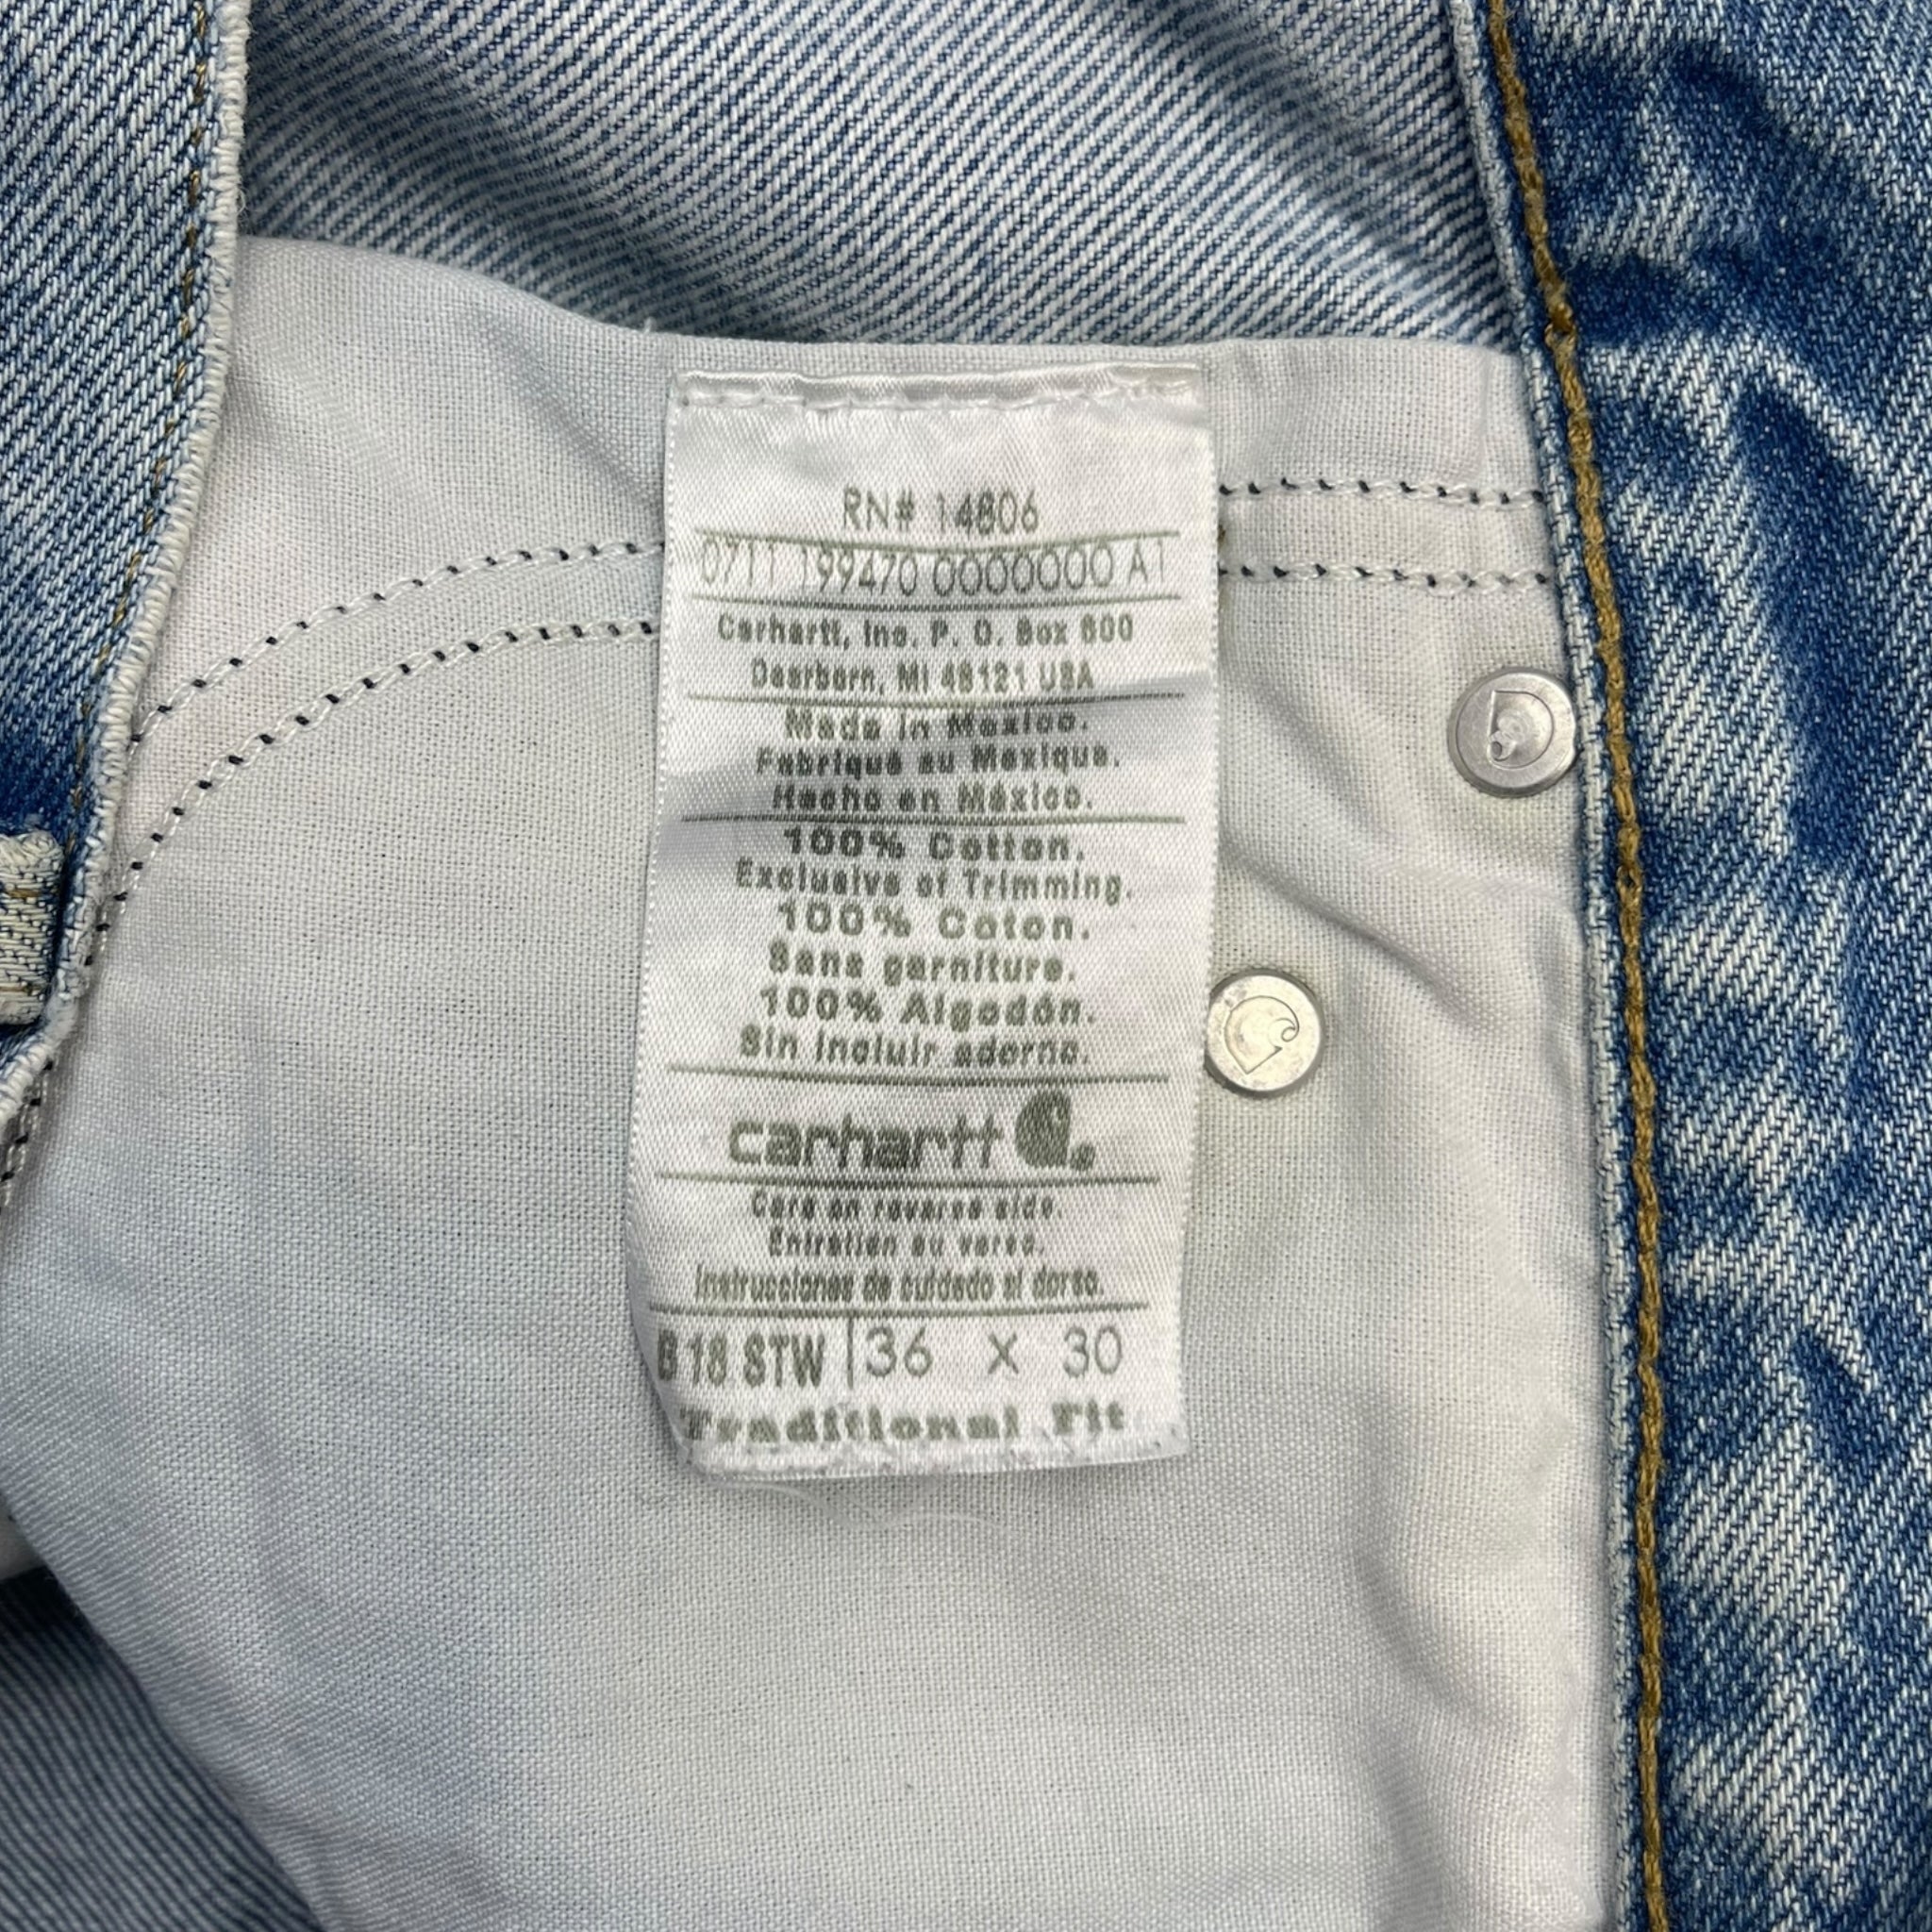 RN# 14806
0711 199470 0000000 A1
Carhartt, Inc. P. O. Box 600
Dearborn, MI 48121 USA
Made in Mexico.
Fabriqué au Mexique.
Hecho en México.
100% Cotton.
Exclusive of Trimming.
100% Coton.
Sans garniture.
100% Algodón.
Sin incluir adorno.
carhartt
Care on reverse side.
Entretien au verso.
Instrucciones de cuidado al dorso.
B18 STW 36 X 30
Traditional Fit